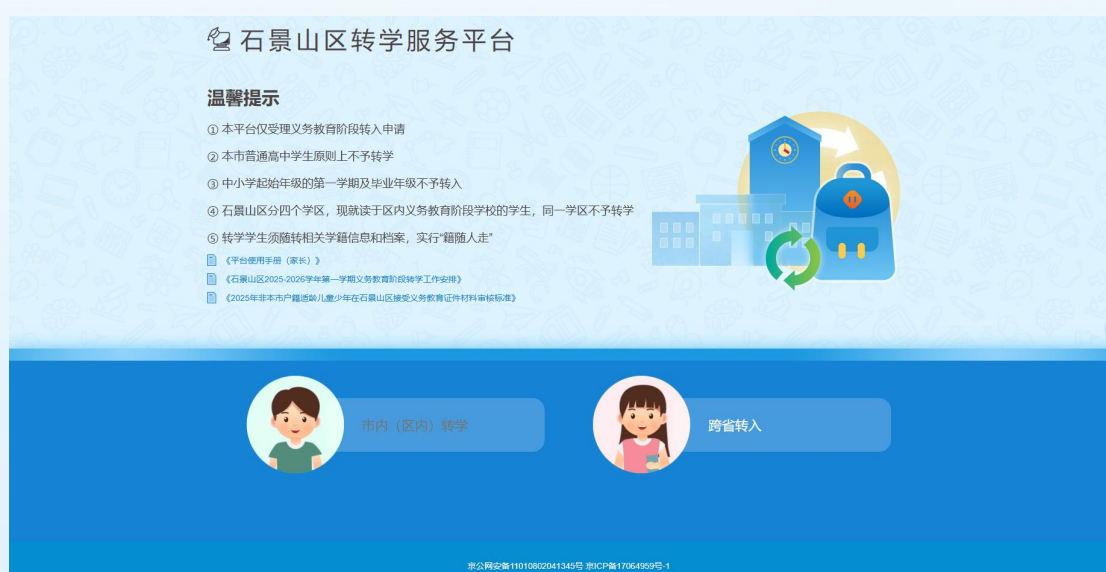 石景山区转学服务平台
温馨提示
① 本平台仅受理义务教育阶段转入申请
② 本市普通高中学生原则上不予转学
③ 中小学起始年级的第一学期及毕业年级不予转入
④ 石景山区分四个学区，现就读于区内义务教育阶段学校的学生，同一学区不予转学
⑤ 转学学生须随转相关学籍信息和档案，实行“籍随人走”
《平台使用手册（家长）》
《石景山区2025-2026学年第一学期义务教育阶段转学工作安排》
《2025年非本市户籍适龄儿童少年在石景山区接受义务教育证件材料审核标准》
市内（区内）转学
跨省转入
京公网安备11010802041345号 京ICP备17064959号-1